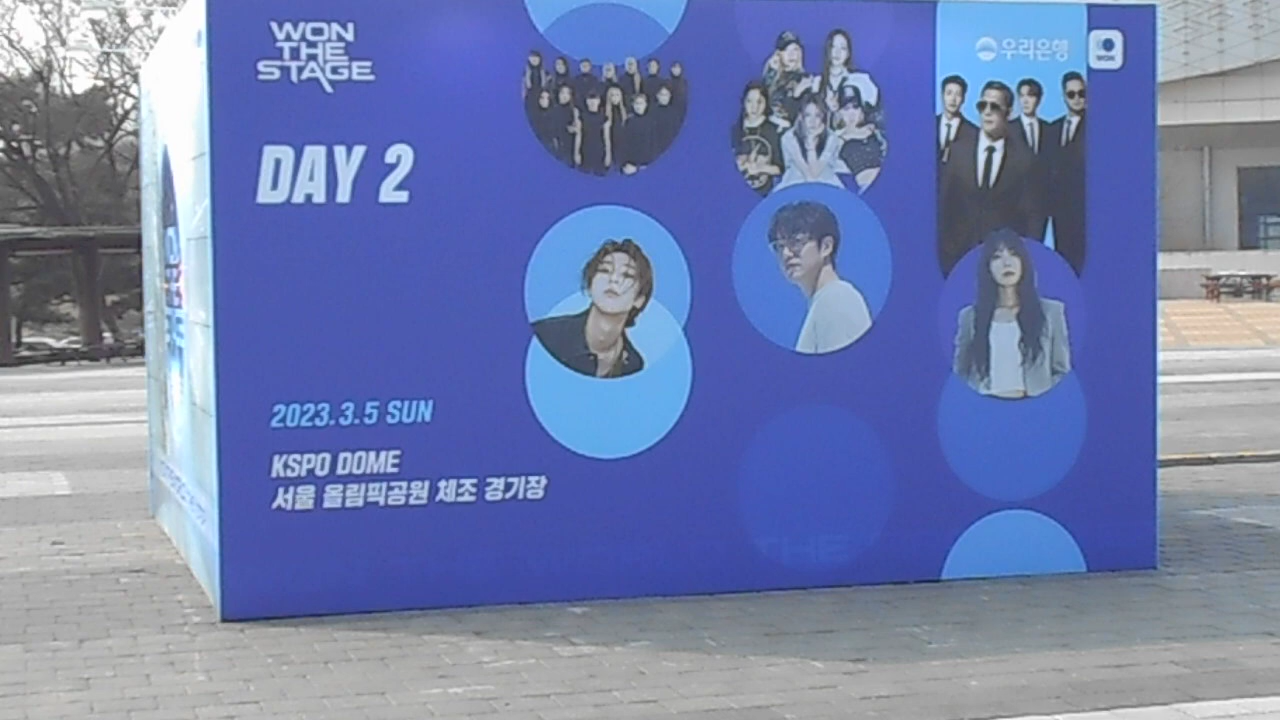 WON
THE
STAGE
우리은행
WON
DAY 2
2023.3.5 SUN
KSPO DOME
서울 올림픽공원 체조 경기장